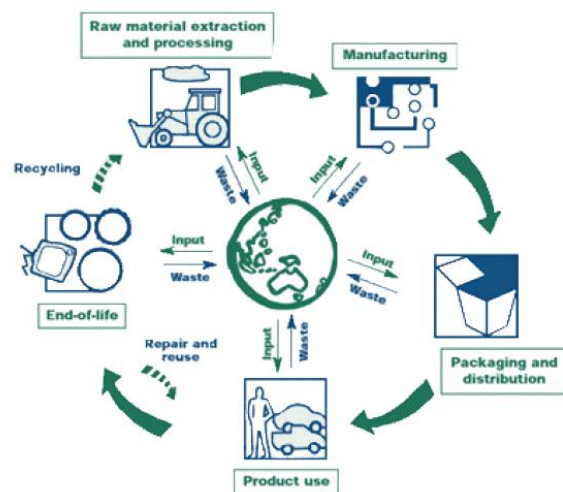 Raw material extraction
and processing
Manufacturing
Recycling
Input
Waste
Input
Waste
Input
Waste
Input
Waste
End-of-life
Repair and
reuse
Input
Waste
Packaging and
distribution
Product use